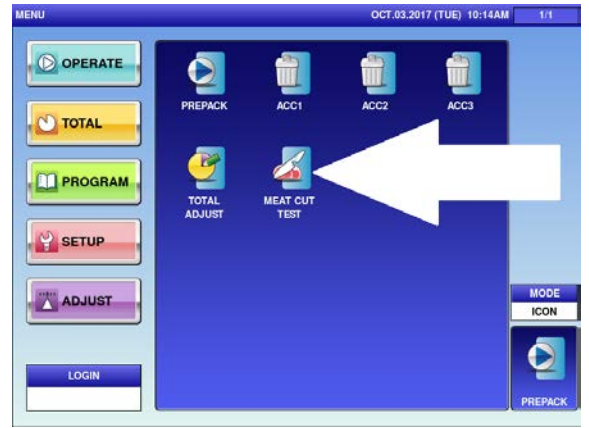 MENU
OCT.03.2017 (TUE) 10:14AM
1/1
OPERATE
TOTAL
PROGRAM
SETUP
ADJUST
LOGIN
PREPACK
ACC1
ACC2
ACC3
TOTAL
ADJUST
MEAT CUT
TEST
MODE
ICON
PREPACK